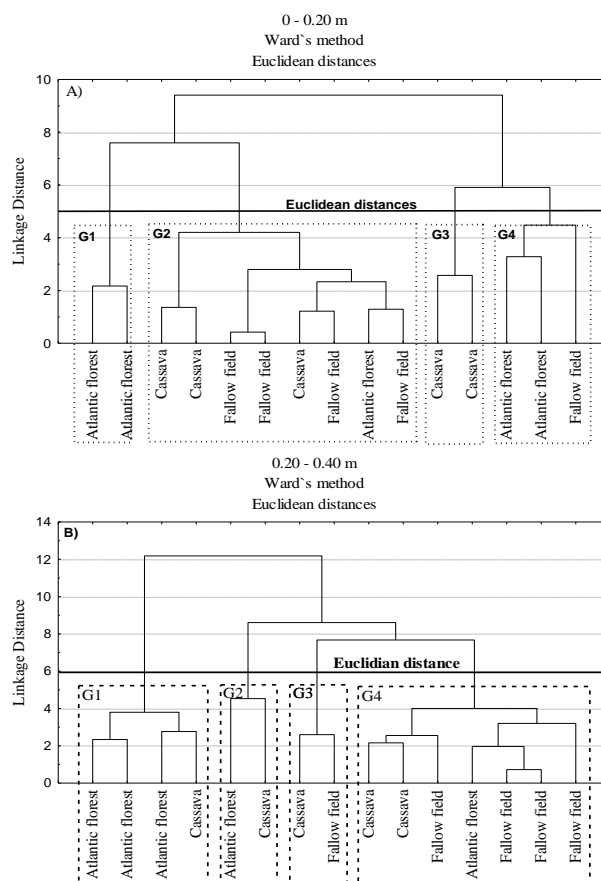 0 - 0.20 m
Ward`s method
Euclidean distances
A)
Linkage Distance
10
8
6
4
2
0
Euclidean distances
G1
G2
G3
G4
Atlantic florest
Atlantic florest
Cassava
Cassava
Fallow field
Fallow field
Cassava
Fallow field
Atlantic florest
Fallow field
Cassava
Cassava
Atlantic florest
Atlantic florest
Fallow field
0.20 - 0.40 m
Ward`s method
Euclidean distances
B)
Linkage Distance
14
12
10
8
6
4
2
0
Euclidian distance
G1
G2
G3
G4
Atlantic florest
Atlantic florest
Atlantic florest
Cassava
Atlantic florest
Cassava
Cassava
Fallow field
Cassava
Cassava
Fallow field
Atlantic florest
Fallow field
Fallow field
Fallow field